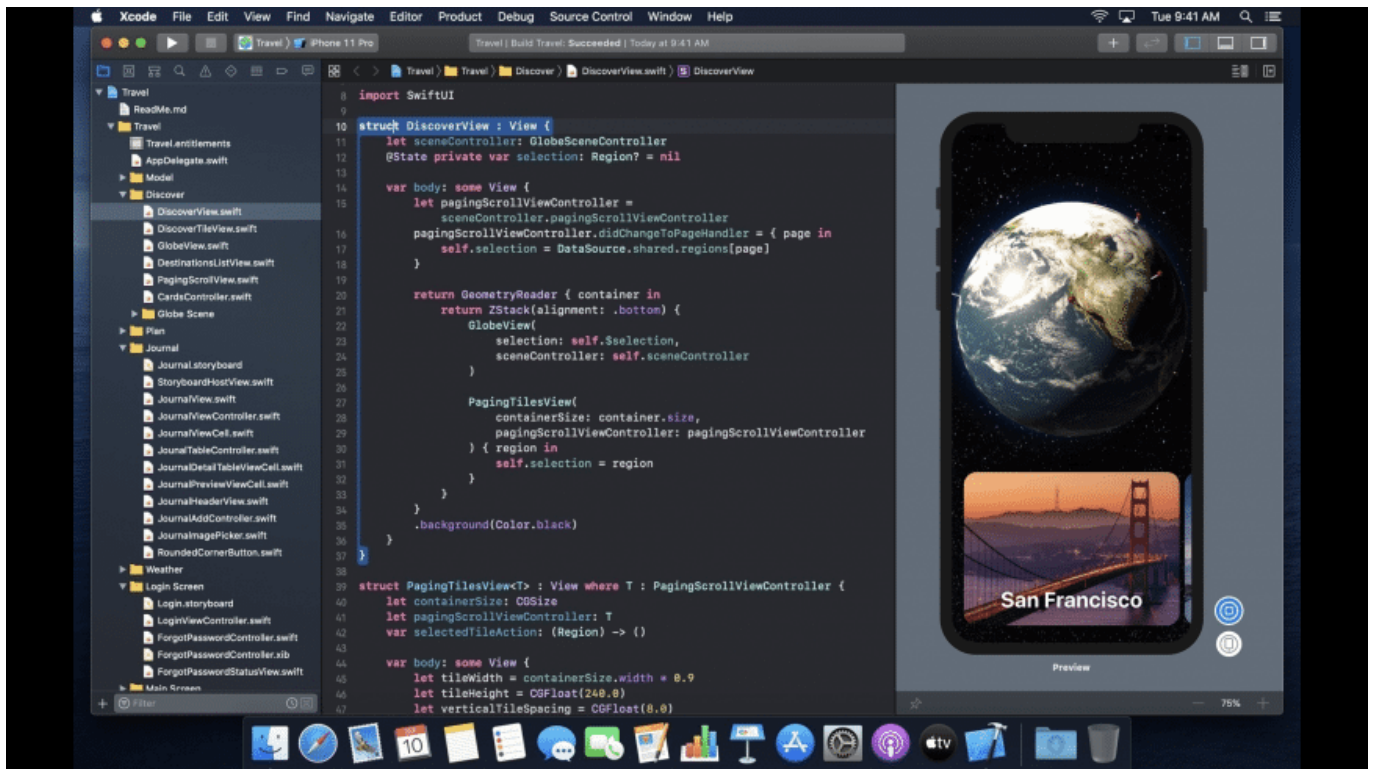 Xcode File Edit View Find Navigate Editor Product Debug Source Control Window Help Tue 9:41 AM
Travel iPhone 11 Pro Travel | Build Travel: Succeeded | Today at 9:41 AM
Travel Travel Discover DiscoverView.swift DiscoverView
Travel
ReadMe.md
Travel
Travel.entitlements
AppDelegate.swift
Model
Discover
DiscoverView.swift
DiscoverTileView.swift
GlobeView.swift
DestinationsListView.swift
PagingScrollView.swift
CardsController.swift
Globe Scene
Plan
Journal
Journal.storyboard
StoryboardHostView.swift
JournalView.swift
JournalViewController.swift
JournalViewCell.swift
JounalTableController.swift
JournalDetailTableViewCell.swift
JournalPreviewViewCell.swift
JournalHeaderView.swift
JournalAddController.swift
JournalImagePicker.swift
RoundedCornerButton.swift
Weather
Login Screen
Login.storyboard
LoginViewController.swift
ForgotPasswordController.swift
ForgotPasswordController.xib
ForgotPasswordStatusView.swift
Main Screen
Filter
8 import SwiftUI
9
10 struct DiscoverView : View {
11 let sceneController: GlobeSceneController
12 @State private var selection: Region? = nil
13
14 var body: some View {
15 let pagingScrollViewController =
sceneController.pagingScrollViewController
16 pagingScrollViewController.didChangeToPageHandler = { page in
17 self.selection = DataSource.shared.regions[page]
18 }
19
20 return GeometryReader { container in
21 return ZStack(alignment: .bottom) {
22 GlobeView(
23 selection: self.$selection,
24 sceneController: self.sceneController
25 )
26
27 PagingTilesView(
28 containerSize: container.size,
29 pagingScrollViewController: pagingScrollViewController
30 ) { region in
31 self.selection = region
32 }
33 }
34 }
35 .background(Color.black)
36 }
37 }
38
39 struct PagingTilesView<T> : View where T : PagingScrollViewController {
40 let containerSize: CGSize
41 let pagingScrollViewController: T
42 var selectedTileAction: (Region) -> ()
43
44 var body: some View {
45 let tileWidth = containerSize.width * 0.9
46 let tileHeight = CGFloat(240.0)
47 let verticalTileSpacing = CGFloat(8.0)
San Francisco
Preview
75%
10
tv